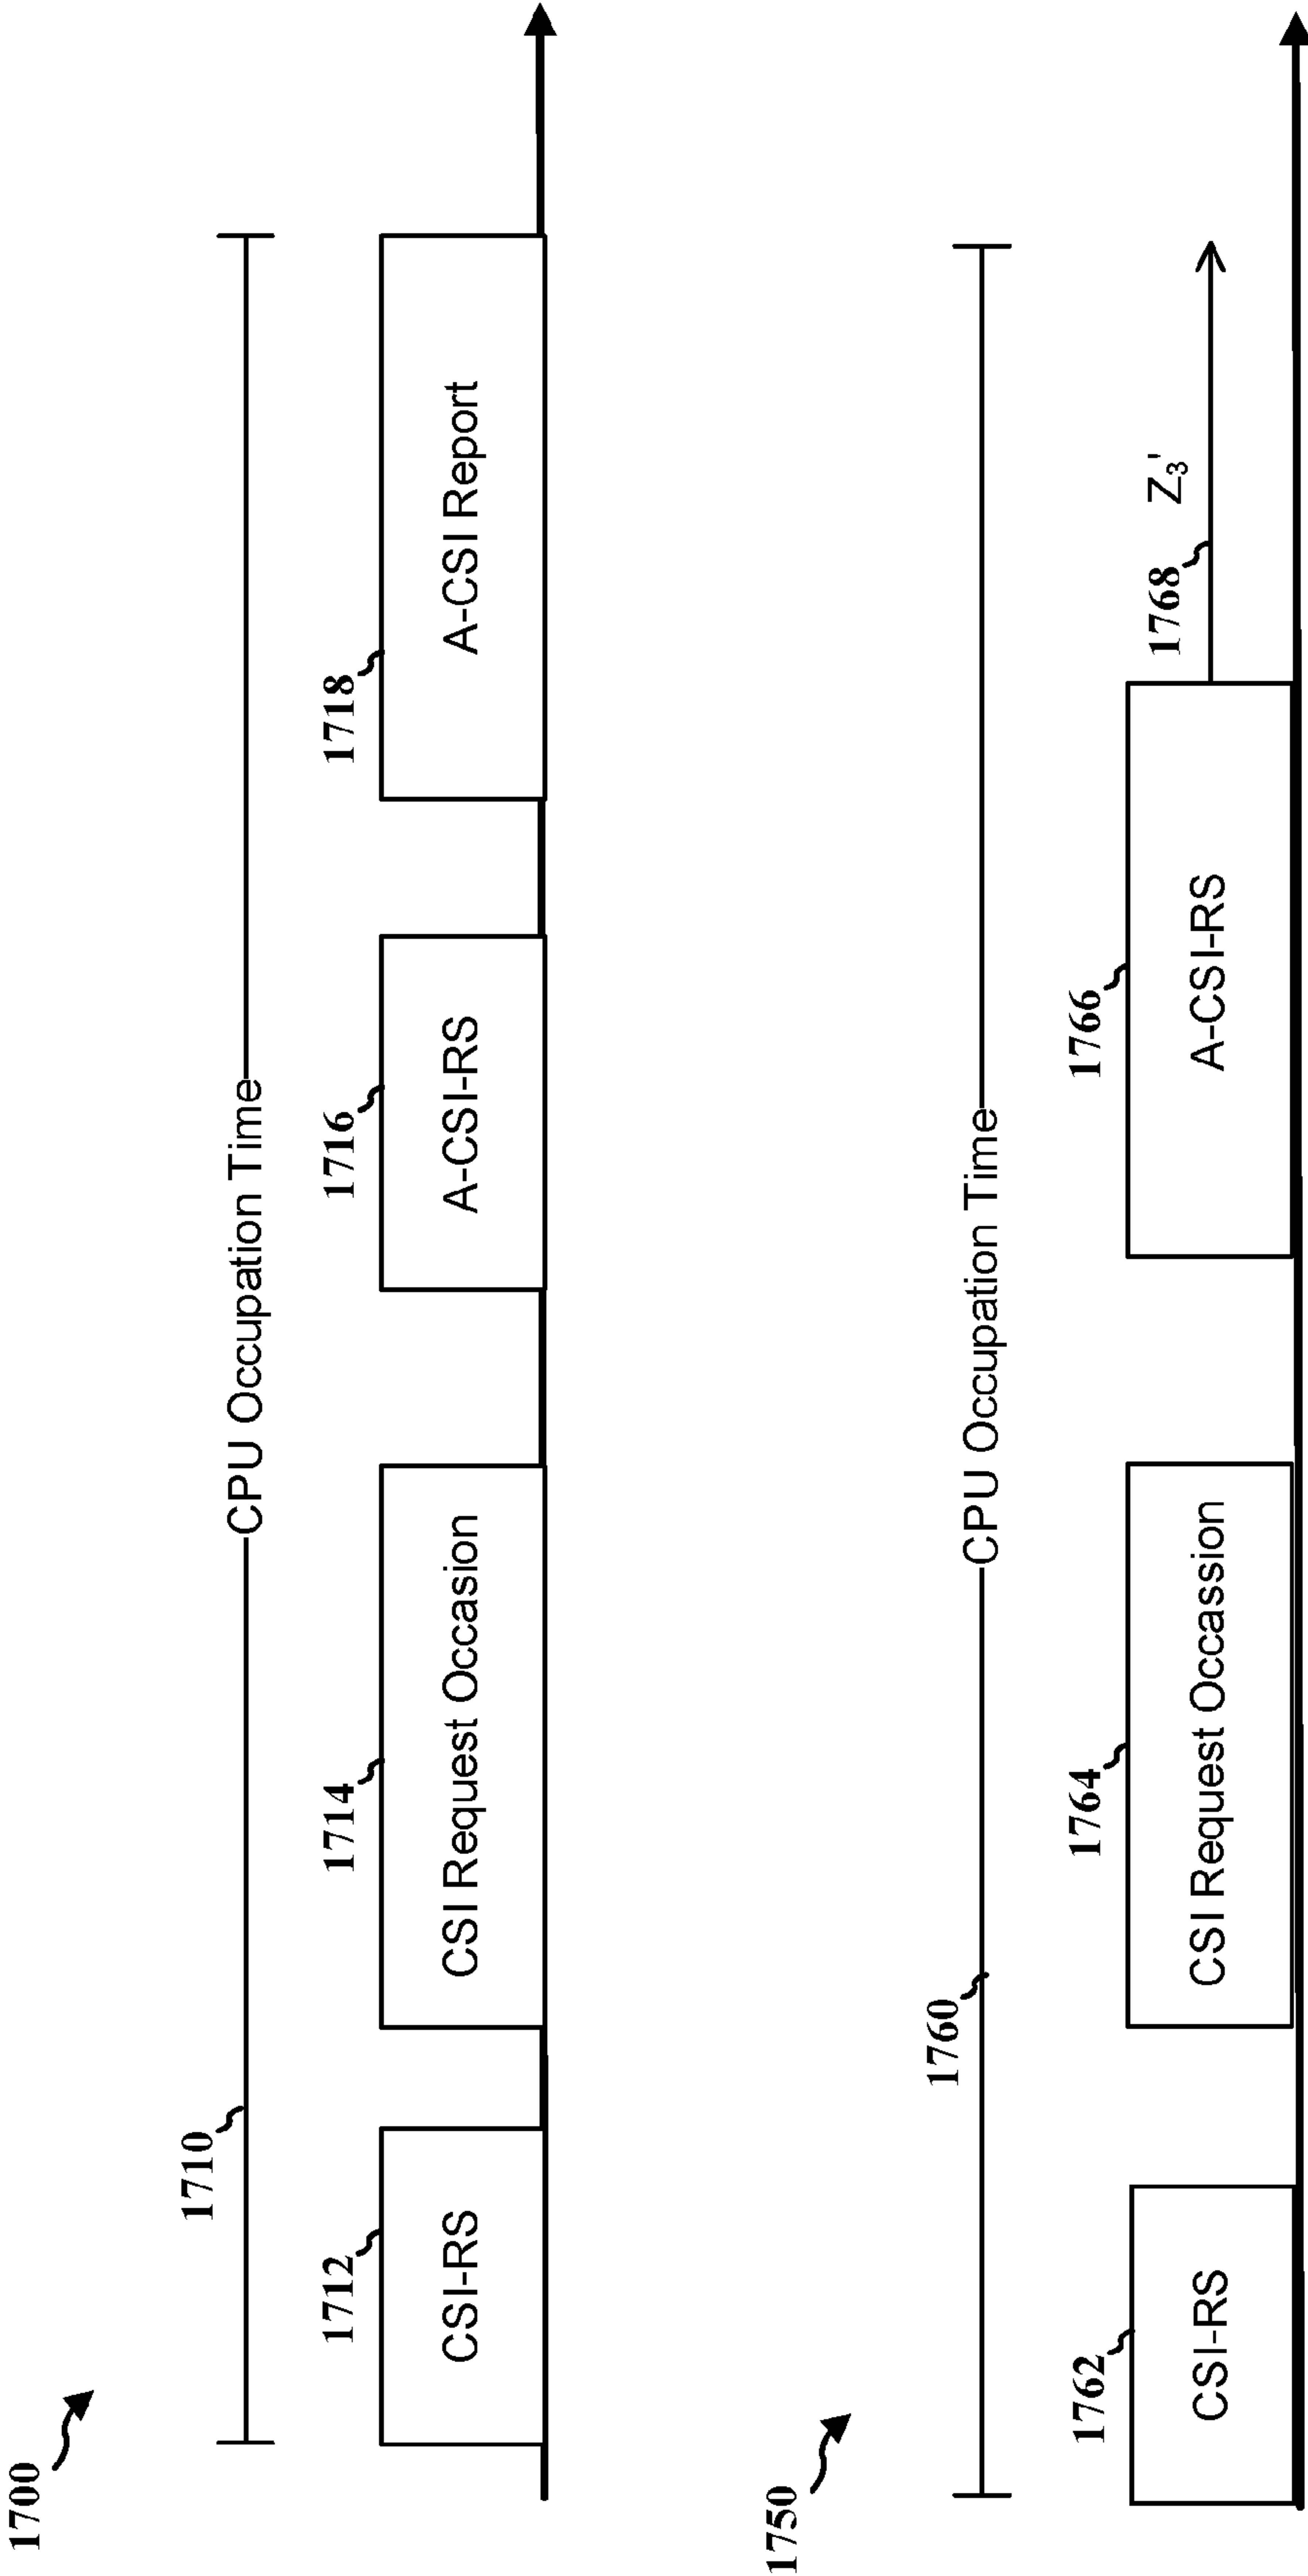 1700
1710
CPU Occupation Time
1712
1714
1716
1718
CSI-RS
CSI Request Occasion
A-CSI-RS
A-CSI Report
1750
1760
CPU Occupation Time
1762
1764
1766
1768
Z₃'
CSI-RS
CSI Request Occassion
A-CSI-RS